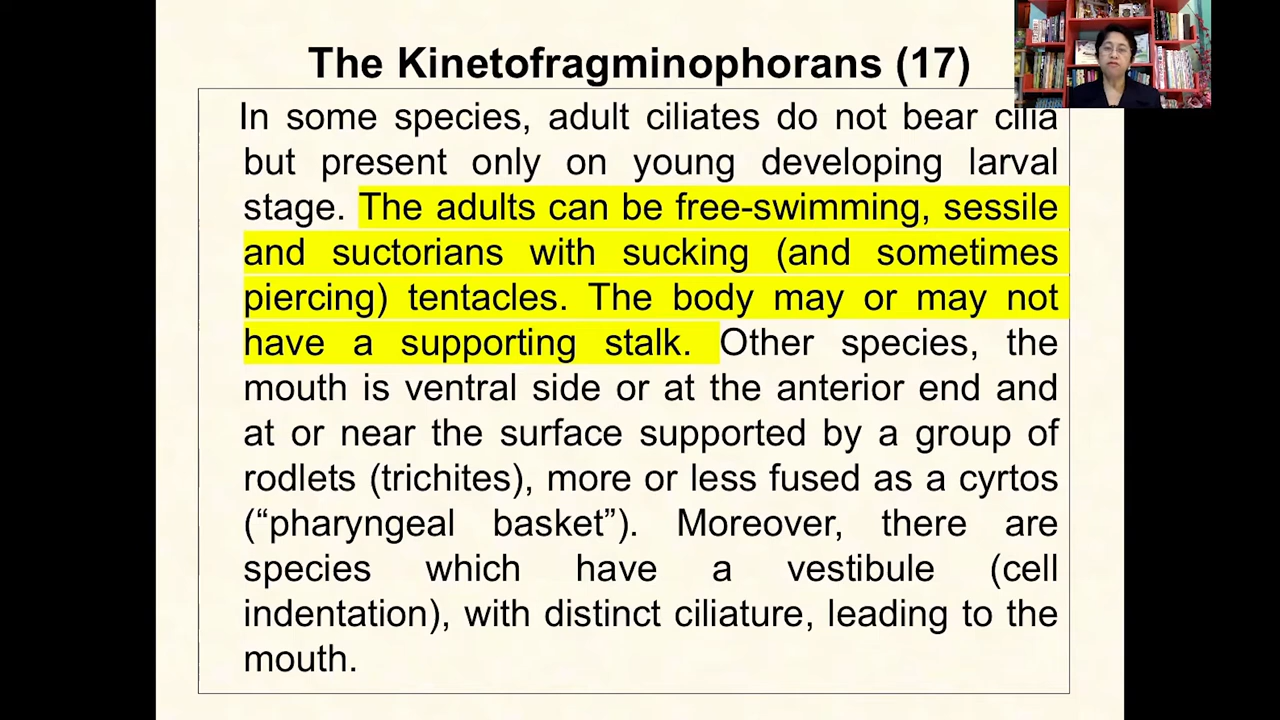 The Kinetofragminophorans (17)
In some species, adult ciliates do not bear cilia
but present only on young developing larval
stage. The adults can be free-swimming, sessile
and suctorians with sucking (and sometimes
piercing) tentacles. The body may or may not
have a supporting stalk. Other species, the
mouth is ventral side or at the anterior end and
at or near the surface supported by a group of
rodlets (trichites), more or less fused as a cyrtos
(“pharyngeal basket”). Moreover, there are
species which have a vestibule (cell
indentation), with distinct ciliature, leading to the
mouth.